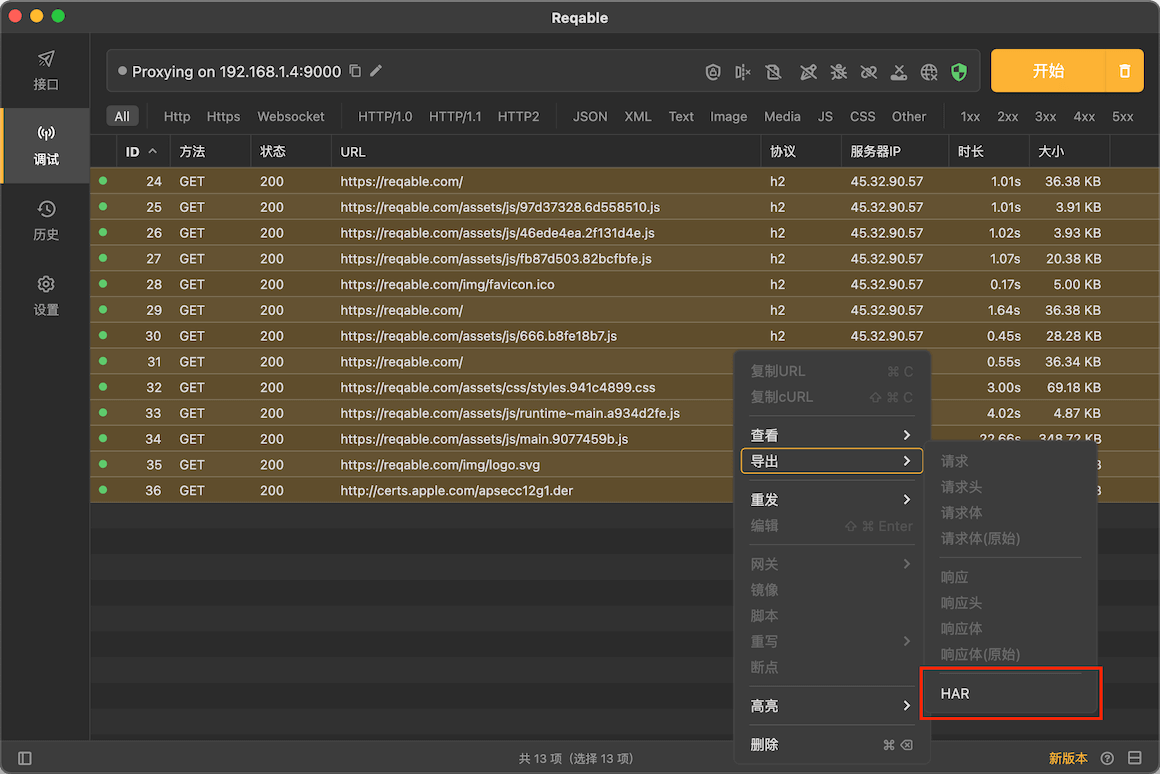 Reqable
接口
调试
历史
设置
Proxying on 192.168.1.4:9000
开始
All Http Https Websocket HTTP/1.0 HTTP/1.1 HTTP2 JSON XML Text Image Media JS CSS Other 1xx 2xx 3xx 4xx 5xx
ID 方法 状态 URL 协议 服务器IP 时长 大小
24 GET 200 https://reqable.com/ h2 45.32.90.57 1.01s 36.38 KB
25 GET 200 https://reqable.com/assets/js/97d37328.6d558510.js h2 45.32.90.57 1.01s 3.91 KB
26 GET 200 https://reqable.com/assets/js/46ede4ea.2f131d4e.js h2 45.32.90.57 1.02s 3.93 KB
27 GET 200 https://reqable.com/assets/js/fb87d503.82bcfbfe.js h2 45.32.90.57 1.07s 20.38 KB
28 GET 200 https://reqable.com/img/favicon.ico h2 45.32.90.57 0.17s 5.00 KB
29 GET 200 https://reqable.com/ h2 45.32.90.57 1.64s 36.38 KB
30 GET 200 https://reqable.com/assets/js/666.b8fe18b7.js h2 45.32.90.57 0.45s 28.28 KB
31 GET 200 https://reqable.com/ 0.55s 36.34 KB
32 GET 200 https://reqable.com/assets/css/styles.941c4899.css 3.00s 69.18 KB
33 GET 200 https://reqable.com/assets/js/runtime~main.a934d2fe.js 4.02s 4.87 KB
34 GET 200 https://reqable.com/assets/js/main.9077459b.js 22.66s 348.72 KB
35 GET 200 https://reqable.com/img/logo.svg
36 GET 200 http://certs.apple.com/apsecc12g1.der
复制URL ⌘ C
复制cURL ⇧ ⌘ C
查看
导出
重发
编辑 ⇧ ⌘ Enter
网关
镜像
脚本
重写
断点
高亮
删除 ⌘ ⌫
请求
请求头
请求体
请求体(原始)
响应
响应头
响应体
响应体(原始)
HAR
共 13 项（选择 13 项）
新版本